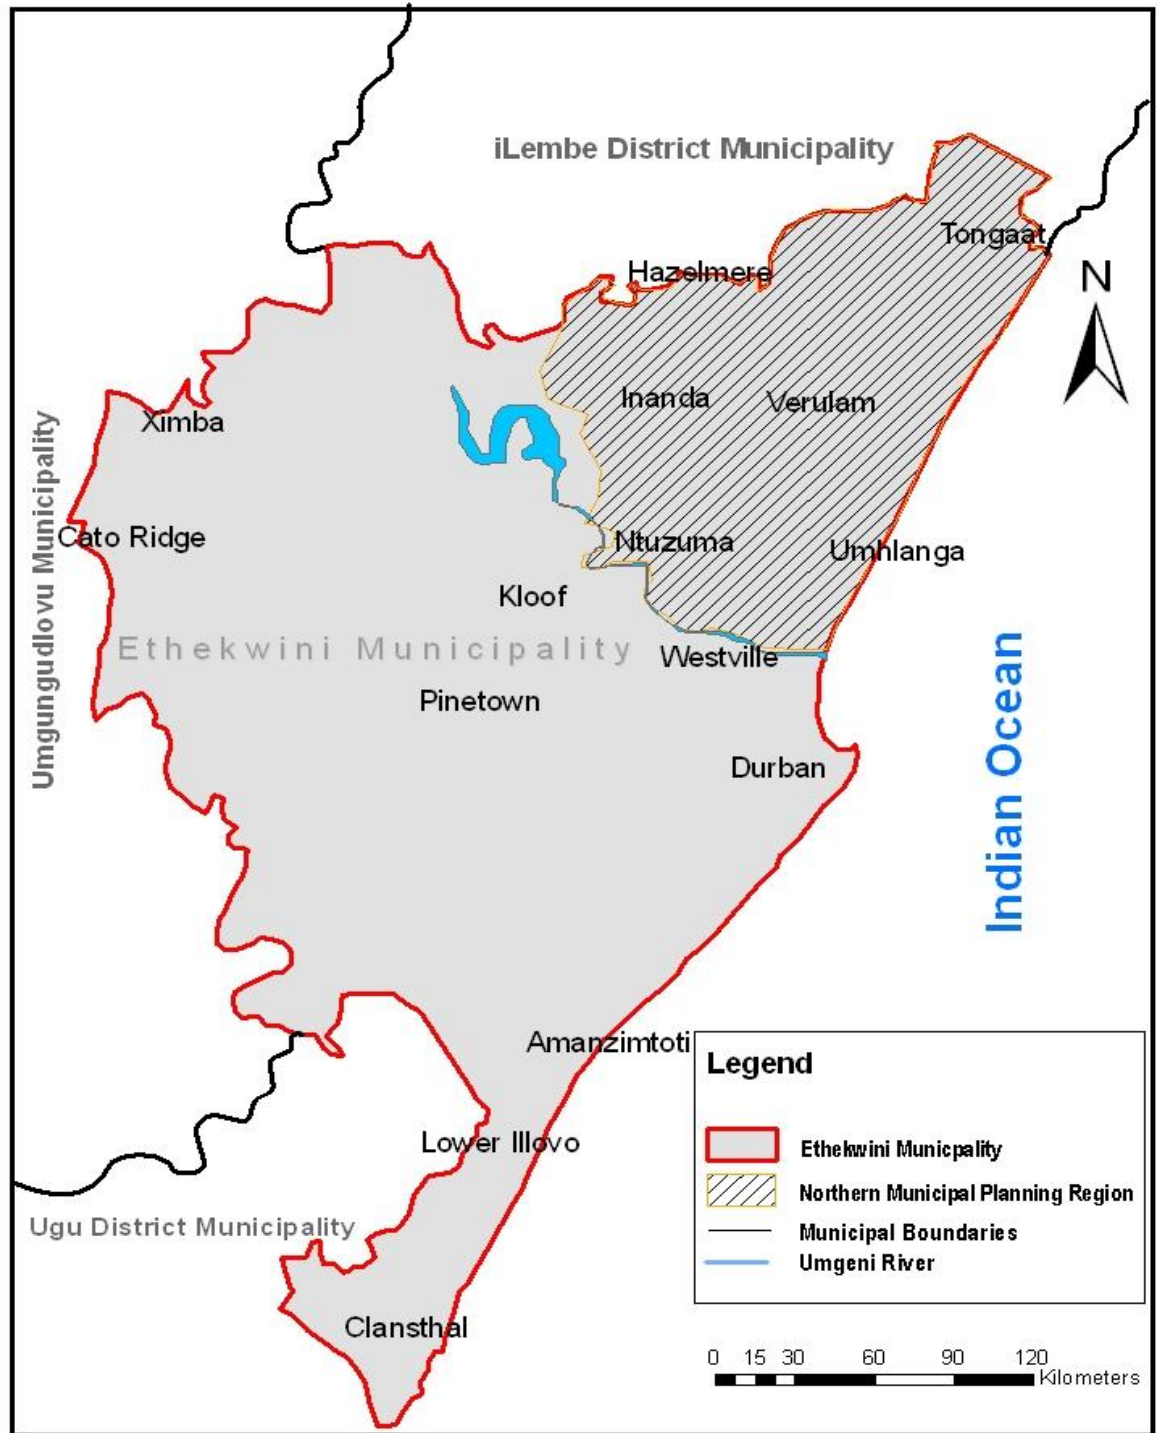 iLembe District Municipality
Tongaat
Hazelmere
N
Inanda
Verulam
Ximba
Umgungudlovu Municipality
Cato Ridge
Ntuzuma
Umhlanga
Kloof
Ethekwini Municipality
Westville
Pinetown
Indian Ocean
Durban
Amanzimtoti
Lower Illovo
Ugu District Municipality
Clansthal
Legend
Ethekwini Municpality
Northern Municipal Planning Region
Municipal Boundaries
Umgeni River
0 15 30 60 90 120
Kilometers